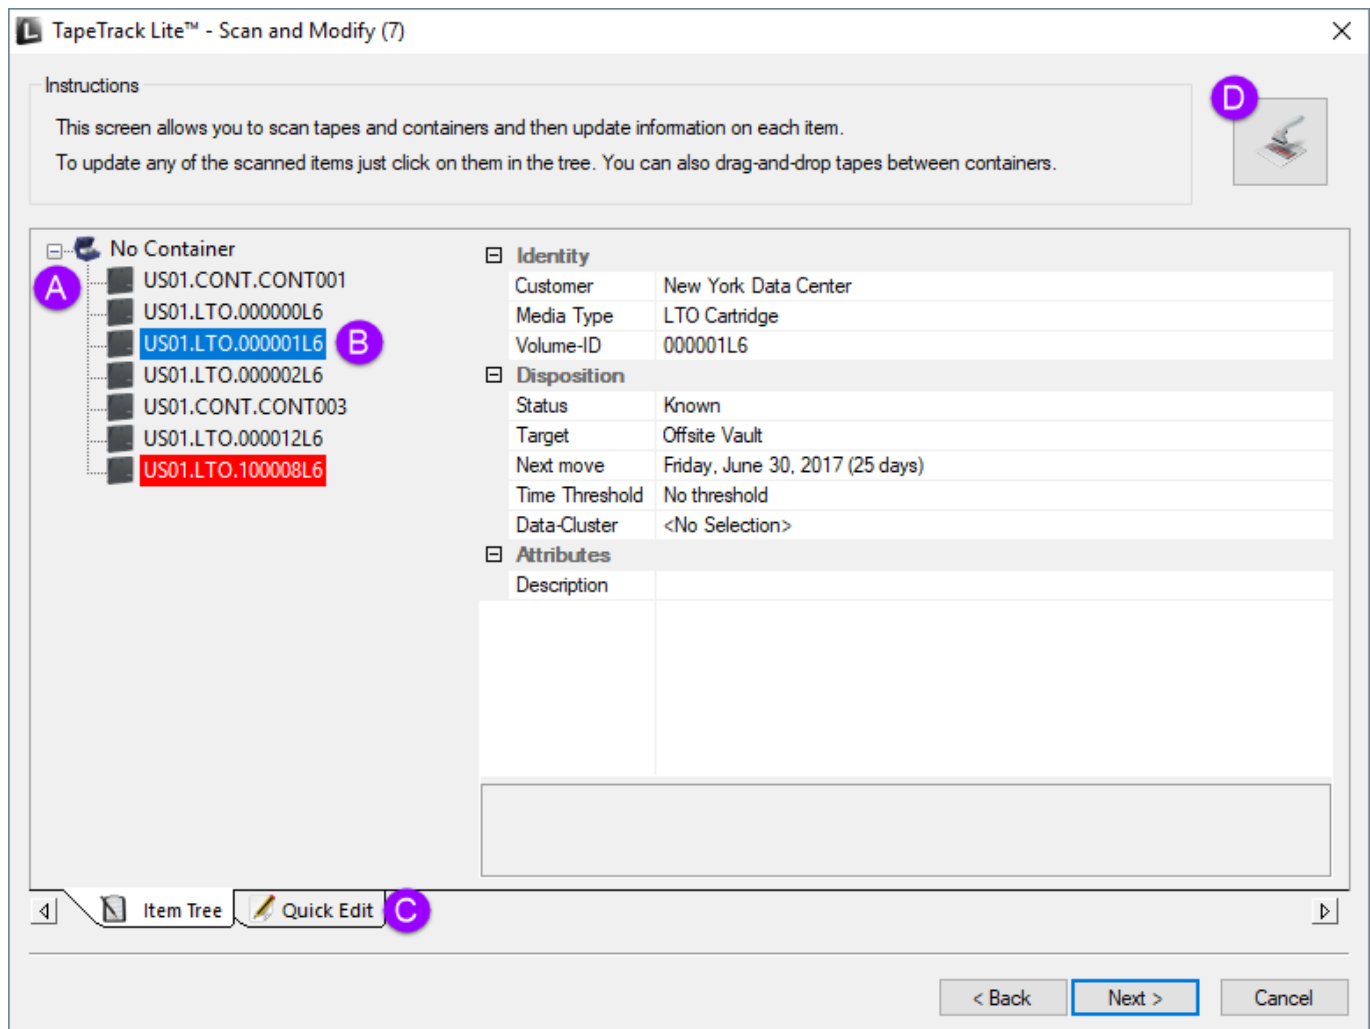 L TapeTrack Lite™ - Scan and Modify (7)
Instructions
This screen allows you to scan tapes and containers and then update information on each item.
To update any of the scanned items just click on them in the tree. You can also drag-and-drop tapes between containers.
D
No Container
A
US01.CONT.CONT001
US01.LTO.000000L6
US01.LTO.000001L6 B
US01.LTO.000002L6
US01.CONT.CONT003
US01.LTO.000012L6
US01.LTO.100008L6
Identity
Customer New York Data Center
Media Type LTO Cartridge
Volume-ID 000001L6
Disposition
Status Known
Target Offsite Vault
Next move Friday, June 30, 2017 (25 days)
Time Threshold No threshold
Data-Cluster <No Selection>
Attributes
Description
Item Tree Quick Edit C
< Back Next > Cancel